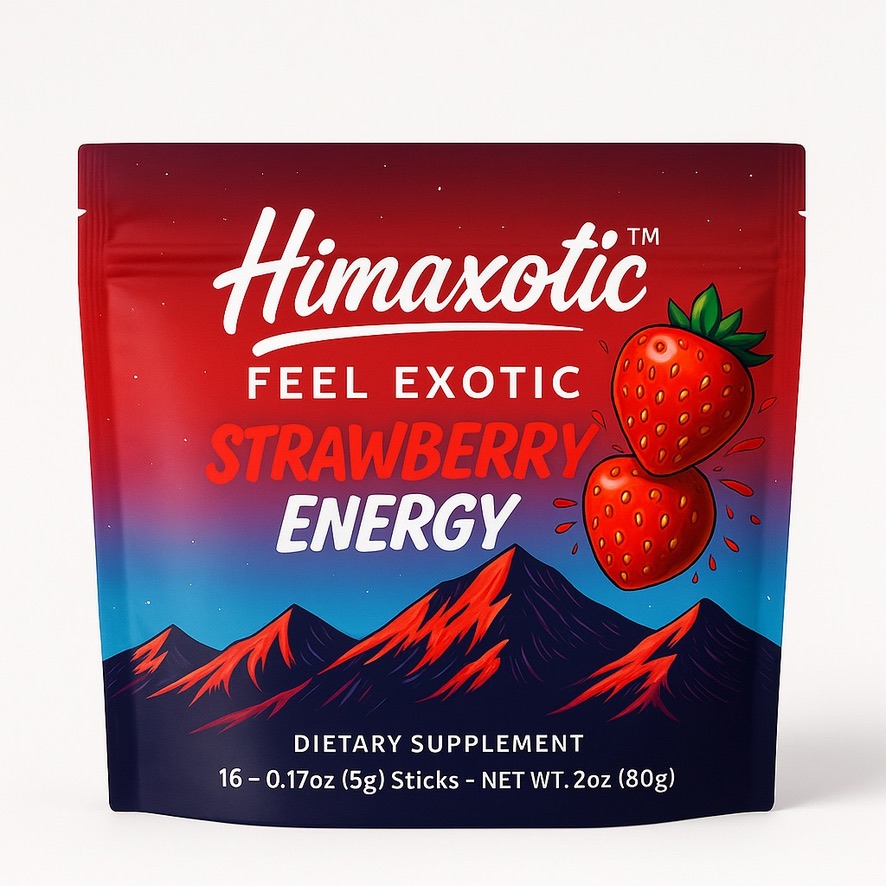 Himaxotic™
FEEL EXOTIC
STRAWBERRY
ENERGY
DIETARY SUPPLEMENT
16 – 0.17oz (5g) Sticks - NET WT. 2oz (80g)